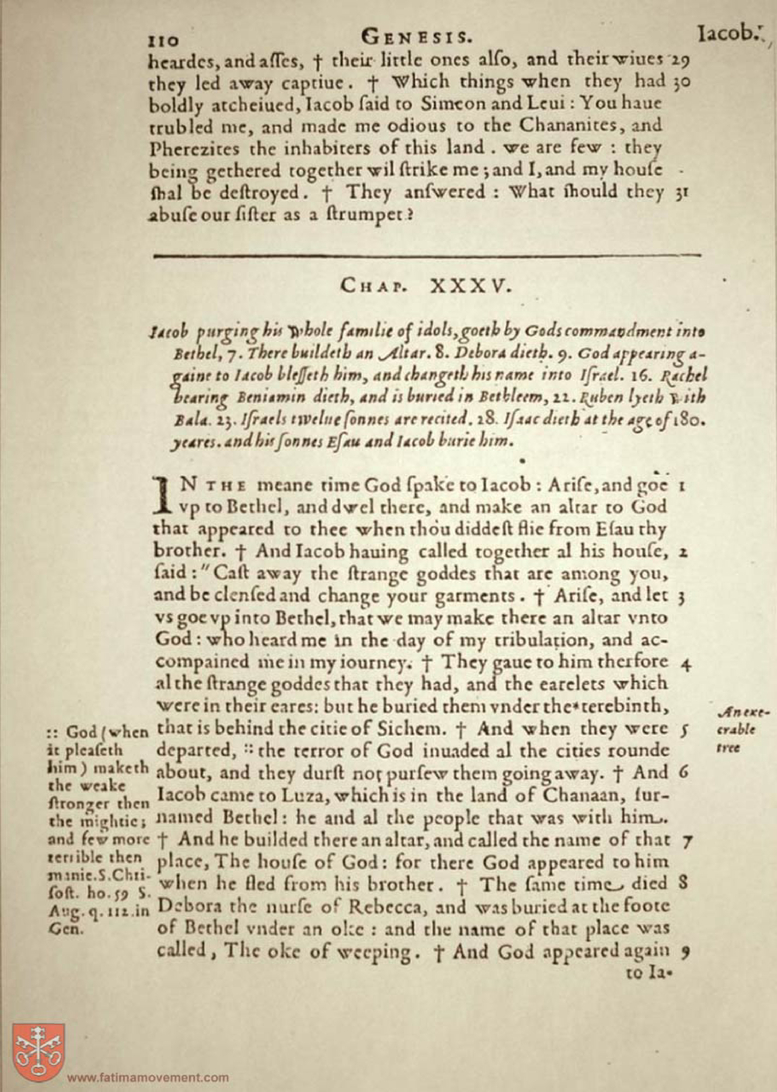 110 GENESIS. Iacob.
heardes, and asses, † their little ones also, and their wiues 29
they led away captiue. † Which things when they had 30
boldly atcheiued, Iacob said to Simeon and Leui : You haue
trubled me, and made me odious to the Chananites, and
Pherezites the inhabiters of this land . we are few : they
being gethered together wil strike me ; and I, and my house
shal be destroyed . † They answered : What should they 31
abuse our sister as a strumpet ?
CHAP. XXXV.
Iacob purging his whole familie of idols, goeth by Gods commandment into
Bethel, 7. There buildeth an Altar. 8. Debora dieth. 9. God appearing a-
gaine to Iacob blesseth him, and changeth his name into Israel. 16. Rachel
bearing Beniamin dieth, and is buried in Bethleem, 22. Ruben lyeth with
Bala. 23. Israels twelue sonnes are recited. 28. Isaac dieth at the age of 180.
yeares. and his sonnes Esau and Iacob burie him.
IN THE meane time God spake to Iacob : Arise, and goe 1
vp to Bethel, and dwel there, and make an altar to God
that appeared to thee when thou diddest flie from Esau thy
brother. † And Iacob hauing called together al his house, 2
said : " Cast away the strange goddes that are among you,
and be clensed and change your garments . † Arise, and let 3
vs goe vp into Bethel, that we may make there an altar vnto
God : who heard me in the day of my tribulation, and ac-
compained me in my iourney. † They gaue to him therfore 4
al the strange goddes that they had, and the earelets which
were in their eares: but he buried them vnder the * terebinth,
that is behind the citie of Sichem. † And when they were 5
departed, :: the terror of God inuaded al the cities rounde
about, and they durst not pursew them going away. † And 6
Iacob came to Luza, which is in the land of Chanaan, sur-
named Bethel : he and al the people that was with him.
† And he builded there an altar, and called the name of that 7
place, The house of God : for there God appeared to him
when he fled from his brother . † The same time died 8
Debora the nurse of Rebecca, and was buried at the foote
of Bethel vnder an oke : and the name of that place was
called , The oke of weeping . † And God appeared again 9
to Ia-
An exe-
crable
tree
:: God (when
it pleaseth
him) maketh
the weake
stronger then
the mightie;
and few more
terrible then
manie. S. Chri-
sost. ho. 59 S.
Aug. q. 112. in
Gen.
www.fatimamovement.com